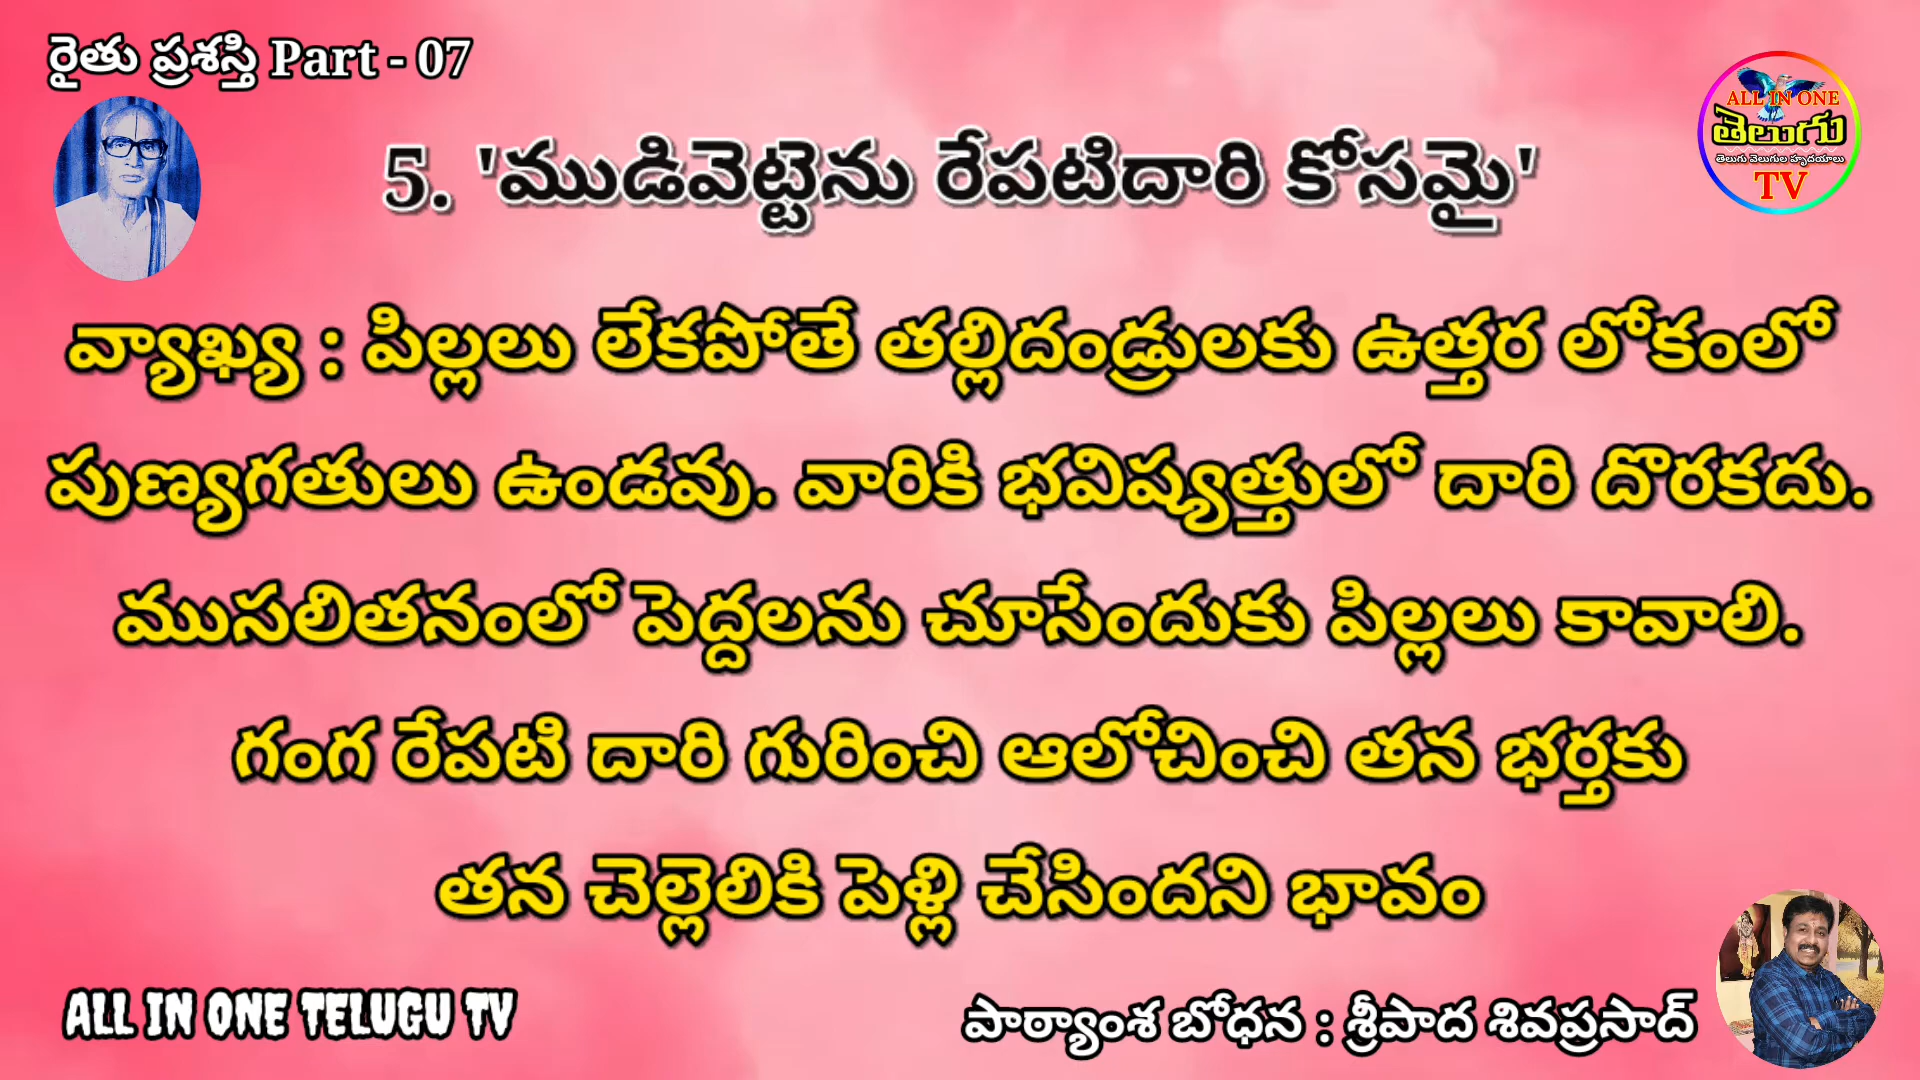 రైతు ప్రశస్తి Part - 07
ALL IN ONE
తెలుగు
తెలుగు వెలుగుల హృదయాలు
TV
5. 'ముడివెట్టెను రేపటిదారి కోసమై'
వ్యాఖ్య : పిల్లలు లేకపోతే తల్లిదండ్రులకు ఉత్తర లోకంలో
పుణ్యగతులు ఉండవు. వారికి భవిష్యత్తులో దారి దొరకదు.
ముసలితనంలో పెద్దలను చూసేందుకు పిల్లలు కావాలి.
గంగ రేపటి దారి గురించి ఆలోచించి తన భర్తకు
తన చెల్లెలికి పెళ్లి చేసిందని భావం
ALL IN ONE TELUGU TV
పాఠ్యాంశ బోధన : శ్రీపాద శివప్రసాద్